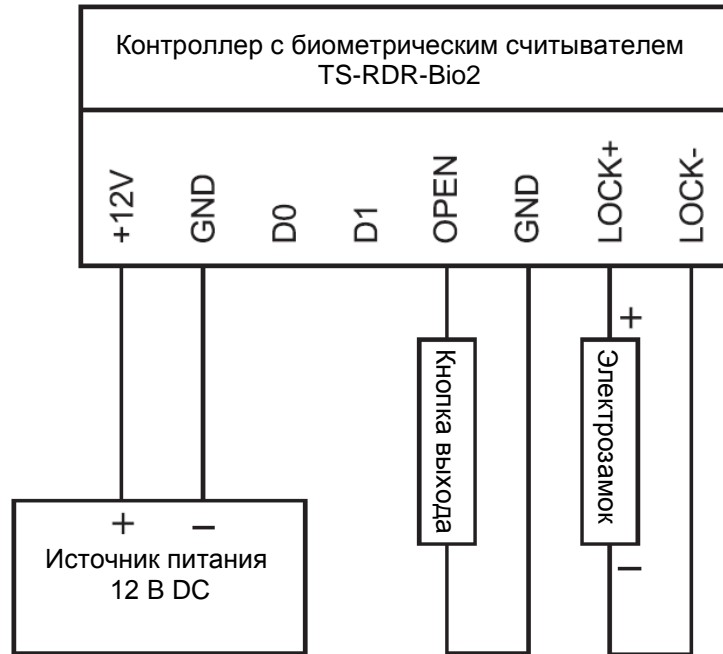 Контроллер с биометрическим считывателем
TS-RDR-Bio2
+12V
GND
D0
D1
OPEN
GND
LOCK+
LOCK-
+
Кнопка выхода
Электрозамок
–
+ –
Источник питания
12 В DC